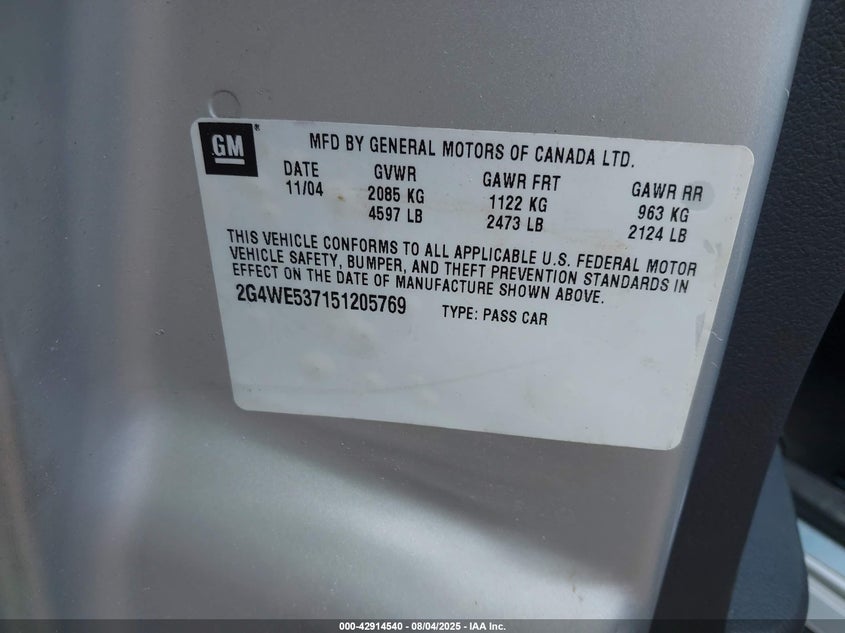 GM
MFD BY GENERAL MOTORS OF CANADA LTD.
DATE GVWR GAWR FRT GAWR RR
11/04 2085 KG 1122 KG 963 KG
4597 LB 2473 LB 2124 LB
THIS VEHICLE CONFORMS TO ALL APPLICABLE U.S. FEDERAL MOTOR
VEHICLE SAFETY, BUMPER, AND THEFT PREVENTION STANDARDS IN
EFFECT ON THE DATE OF MANUFACTURE SHOWN ABOVE.
2G4WE537151205769 TYPE: PASS CAR
000-42914540 - 08/04/2025 - IAA Inc.